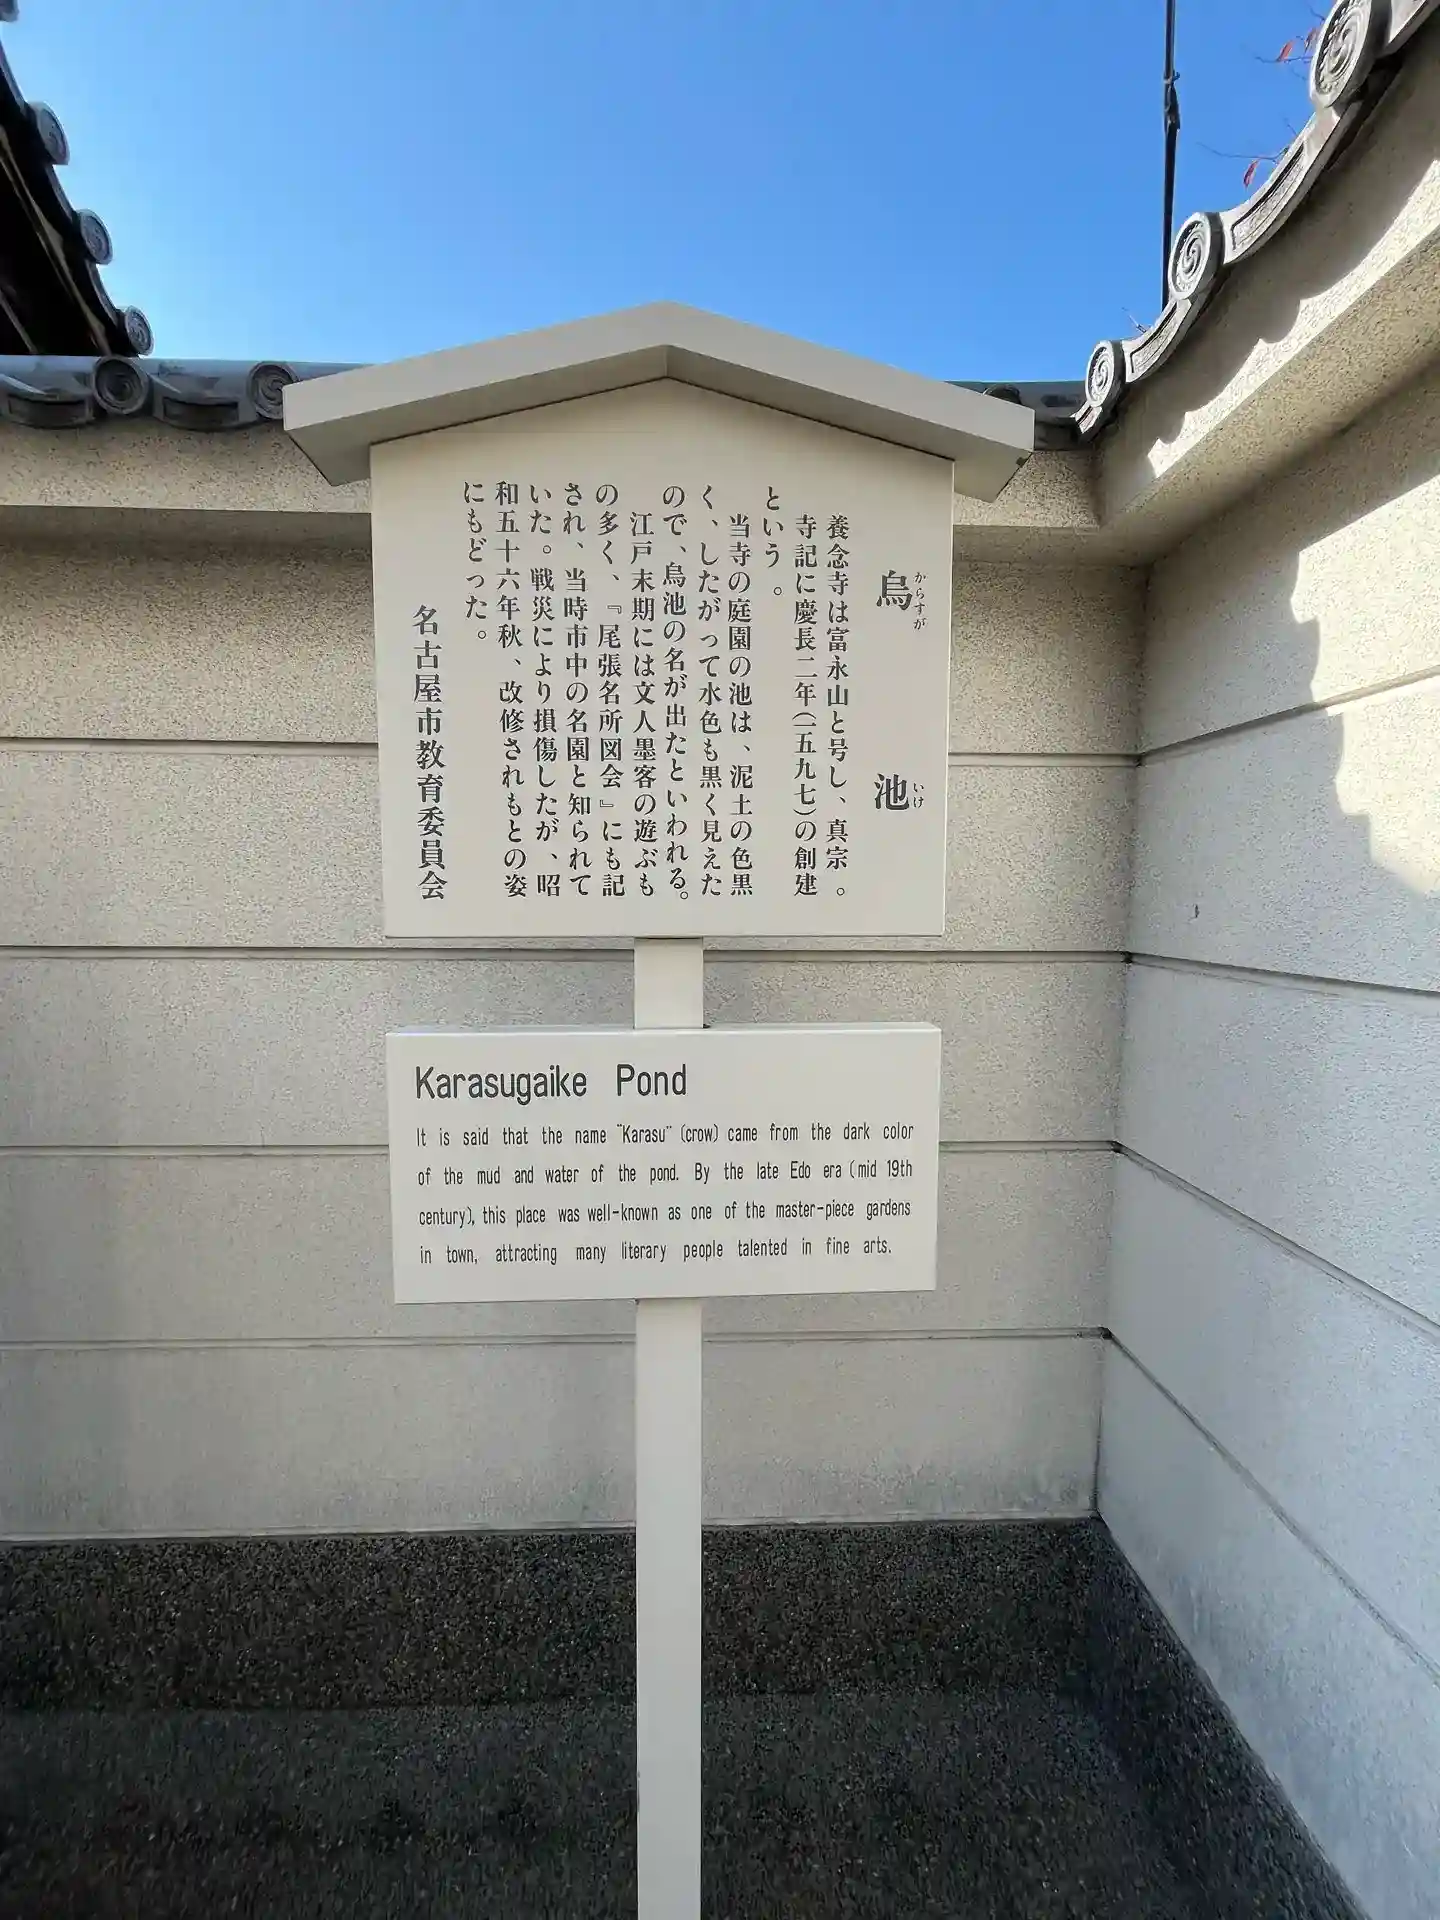 烏池
からすが いけ
養念寺は富永山と号し、真宗。
寺記に慶長二年(一五九七)の創建
という。
当寺の庭園の池は、泥土の色黒
く、したがって水色も黒く見えた
ので、烏池の名が出たといわれる。
江戸末期には文人墨客の遊ぶも
の多く、『尾張名所図会』にも記
され、当時市中の名園と知られて
いた。戦災により損傷したが、昭
和五十六年秋、改修されもとの姿
にもどった。
名古屋市教育委員会
Karasugaike Pond
It is said that the name "Karasu" (crow) came from the dark color
of the mud and water of the pond. By the late Edo era (mid 19th
century), this place was well-known as one of the master-piece gardens
in town, attracting many literary people talented in fine arts.